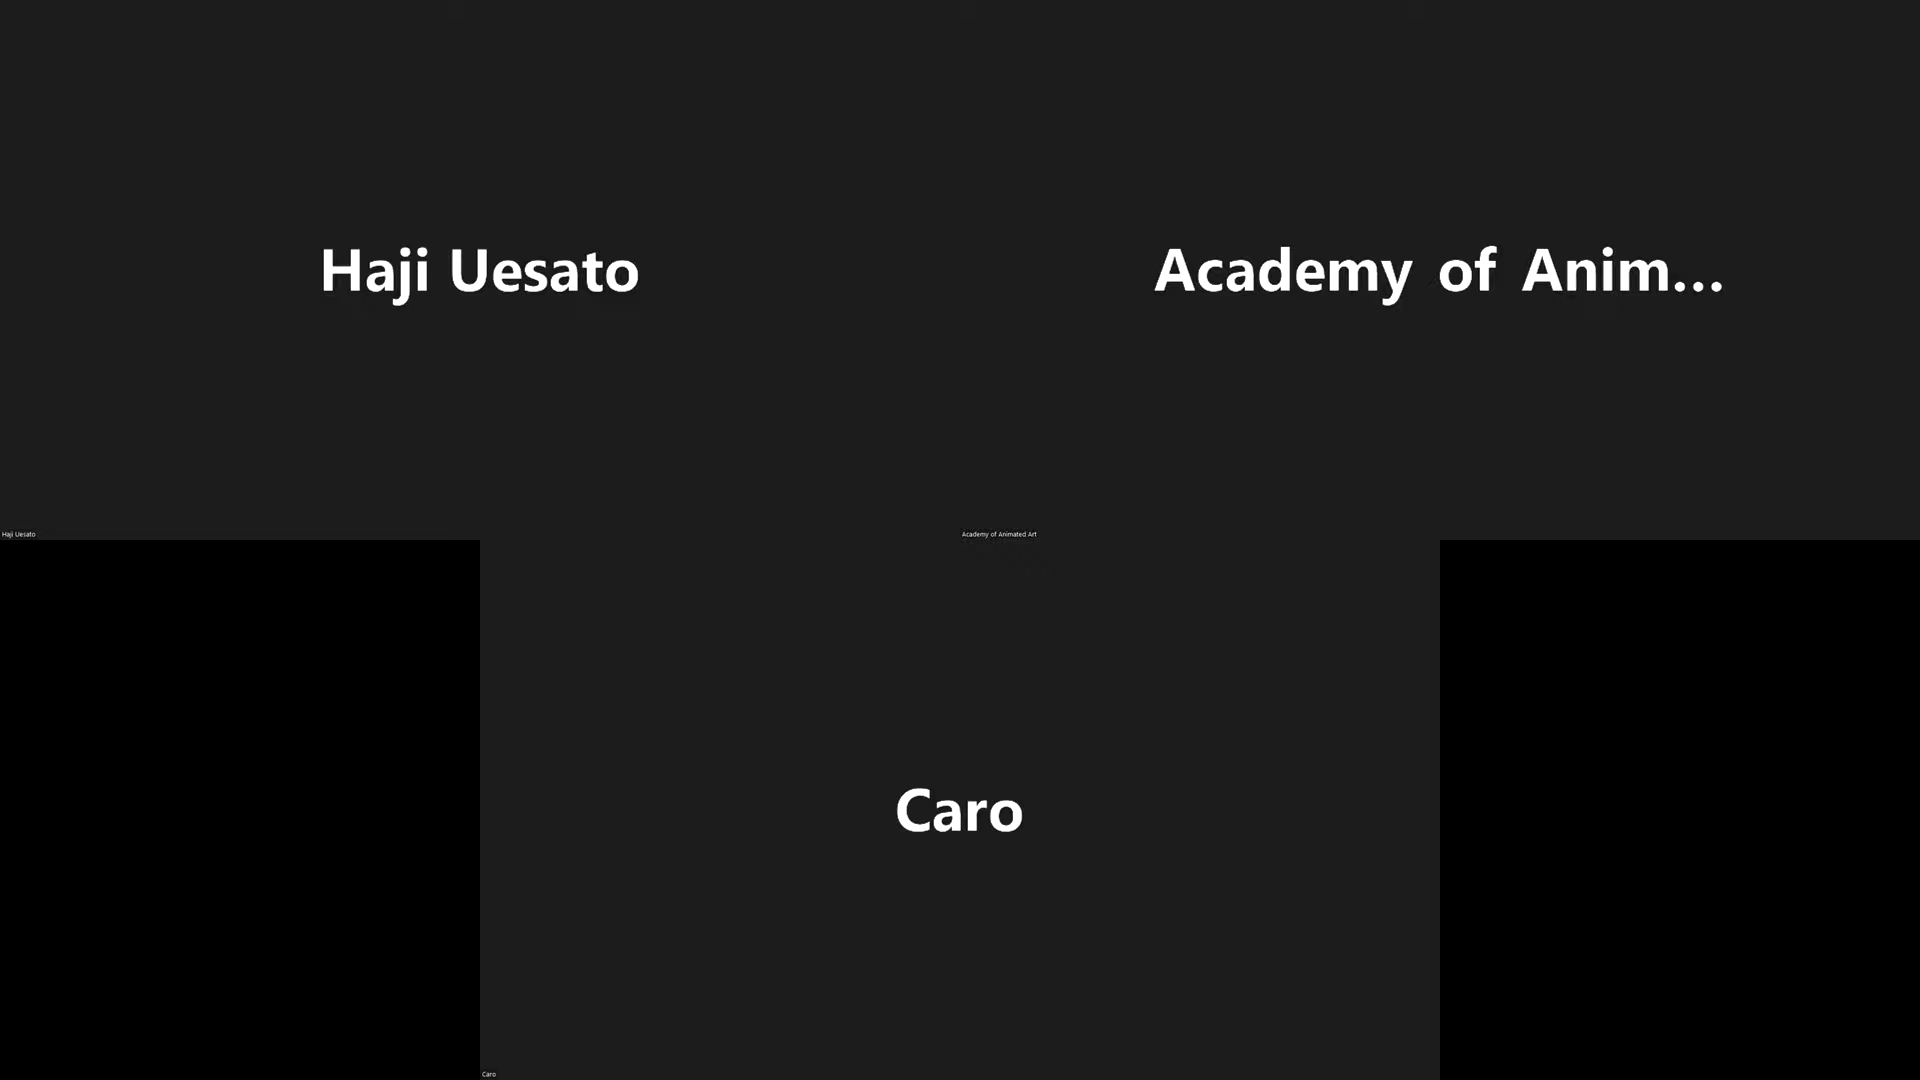 Haji Uesato
Academy of Anim...
Haji Uesato
Academy of Animated Art
Caro
Caro